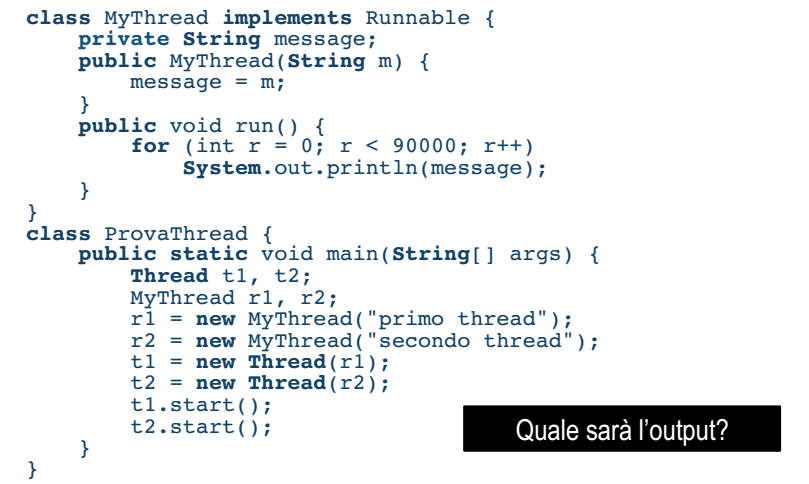 class MyThread implements Runnable {
    private String message;
    public MyThread(String m) {
        message = m;
    }
    public void run() {
        for (int r = 0; r < 90000; r++)
            System.out.println(message);
    }
}
class ProvaThread {
    public static void main(String[] args) {
        Thread t1, t2;
        MyThread r1, r2;
        r1 = new MyThread("primo thread");
        r2 = new MyThread("secondo thread");
        t1 = new Thread(r1);
        t2 = new Thread(r2);
        t1.start();
        t2.start();
    }
}
Quale sarà l’output?